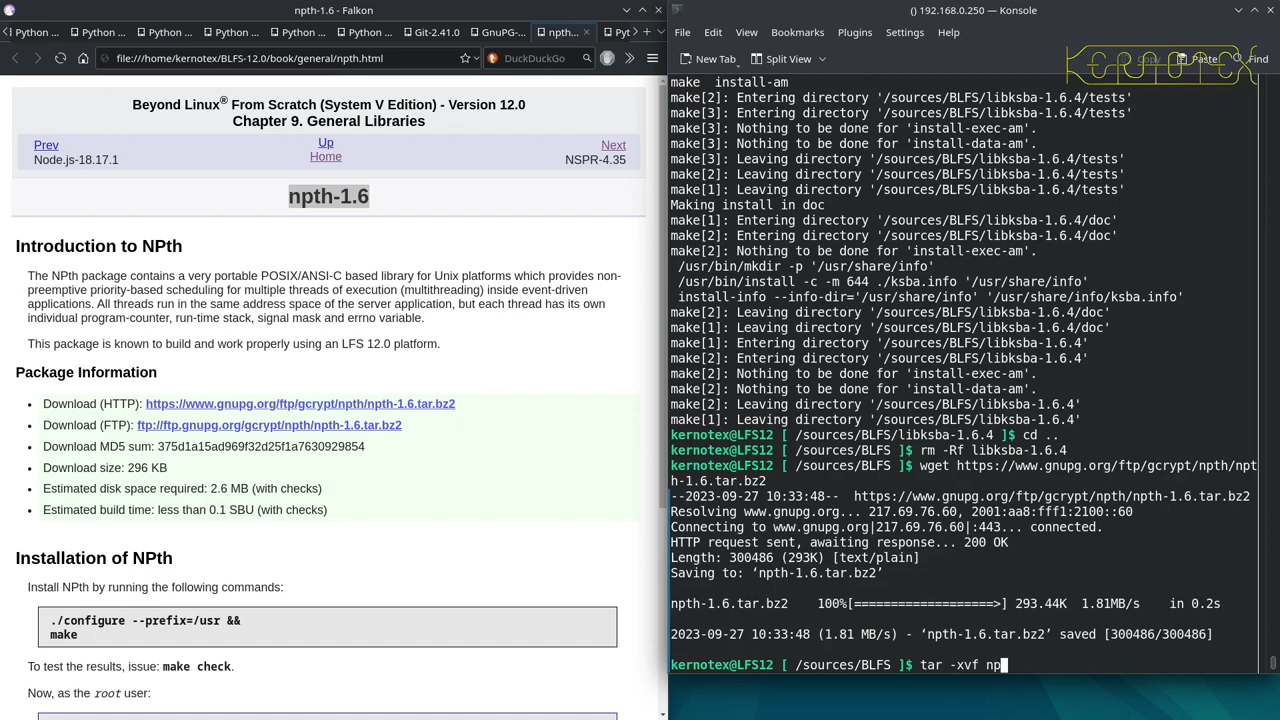 npth-1.6 - Falkon
Python ... Python ... Python ... Python ... Python ... Python ... Git-2.41.0 GnuPG-... npth... Pyt
file:///home/kernotex/BLFS-12.0/book/general/npth.html
DuckDuckGo
Beyond Linux® From Scratch (System V Edition) - Version 12.0
Chapter 9. General Libraries
Prev Up Next
Node.js-18.17.1 Home NSPR-4.35
npth-1.6
Introduction to NPth
The NPth package contains a very portable POSIX/ANSI-C based library for Unix platforms which provides non-
preemptive priority-based scheduling for multiple threads of execution (multithreading) inside event-driven
applications. All threads run in the same address space of the server application, but each thread has its own
individual program-counter, run-time stack, signal mask and errno variable.
This package is known to build and work properly using an LFS 12.0 platform.
Package Information
• Download (HTTP): https://www.gnupg.org/ftp/gcrypt/npth/npth-1.6.tar.bz2
• Download (FTP): ftp://ftp.gnupg.org/gcrypt/npth/npth-1.6.tar.bz2
• Download MD5 sum: 375d1a15ad969f32d25f1a7630929854
• Download size: 296 KB
• Estimated disk space required: 2.6 MB (with checks)
• Estimated build time: less than 0.1 SBU (with checks)
Installation of NPth
Install NPth by running the following commands:
./configure --prefix=/usr &&
make
To test the results, issue: make check.
Now, as the root user:
() 192.168.0.250 — Konsole
File Edit View Bookmarks Plugins Settings Help
New Tab Split View Copy Paste Find
KERNOTEX
make  install-am
make[2]: Entering directory '/sources/BLFS/libksba-1.6.4/tests'
make[3]: Entering directory '/sources/BLFS/libksba-1.6.4/tests'
make[3]: Nothing to be done for 'install-exec-am'.
make[3]: Nothing to be done for 'install-data-am'.
make[3]: Leaving directory '/sources/BLFS/libksba-1.6.4/tests'
make[2]: Leaving directory '/sources/BLFS/libksba-1.6.4/tests'
make[1]: Leaving directory '/sources/BLFS/libksba-1.6.4/tests'
Making install in doc
make[1]: Entering directory '/sources/BLFS/libksba-1.6.4/doc'
make[2]: Entering directory '/sources/BLFS/libksba-1.6.4/doc'
make[2]: Nothing to be done for 'install-exec-am'.
/usr/bin/mkdir -p '/usr/share/info'
/usr/bin/install -c -m 644 ./ksba.info '/usr/share/info'
install-info --info-dir='/usr/share/info' '/usr/share/info/ksba.info'
make[2]: Leaving directory '/sources/BLFS/libksba-1.6.4/doc'
make[1]: Leaving directory '/sources/BLFS/libksba-1.6.4/doc'
make[1]: Entering directory '/sources/BLFS/libksba-1.6.4'
make[2]: Entering directory '/sources/BLFS/libksba-1.6.4'
make[2]: Nothing to be done for 'install-exec-am'.
make[2]: Nothing to be done for 'install-data-am'.
make[2]: Leaving directory '/sources/BLFS/libksba-1.6.4'
make[1]: Leaving directory '/sources/BLFS/libksba-1.6.4'
kernotex@LFS12 [ /sources/BLFS/libksba-1.6.4 ]$ cd ..
kernotex@LFS12 [ /sources/BLFS ]$ rm -Rf libksba-1.6.4
kernotex@LFS12 [ /sources/BLFS ]$ wget https://www.gnupg.org/ftp/gcrypt/npth/npt
h-1.6.tar.bz2
--2023-09-27 10:33:48--  https://www.gnupg.org/ftp/gcrypt/npth/npth-1.6.tar.bz2
Resolving www.gnupg.org... 217.69.76.60, 2001:aa8:fff1:2100::60
Connecting to www.gnupg.org|217.69.76.60|:443... connected.
HTTP request sent, awaiting response... 200 OK
Length: 300486 (293K) [text/plain]
Saving to: ‘npth-1.6.tar.bz2’
npth-1.6.tar.bz2    100%[===================>] 293.44K  1.81MB/s    in 0.2s
2023-09-27 10:33:48 (1.81 MB/s) - ‘npth-1.6.tar.bz2’ saved [300486/300486]
kernotex@LFS12 [ /sources/BLFS ]$ tar -xvf np